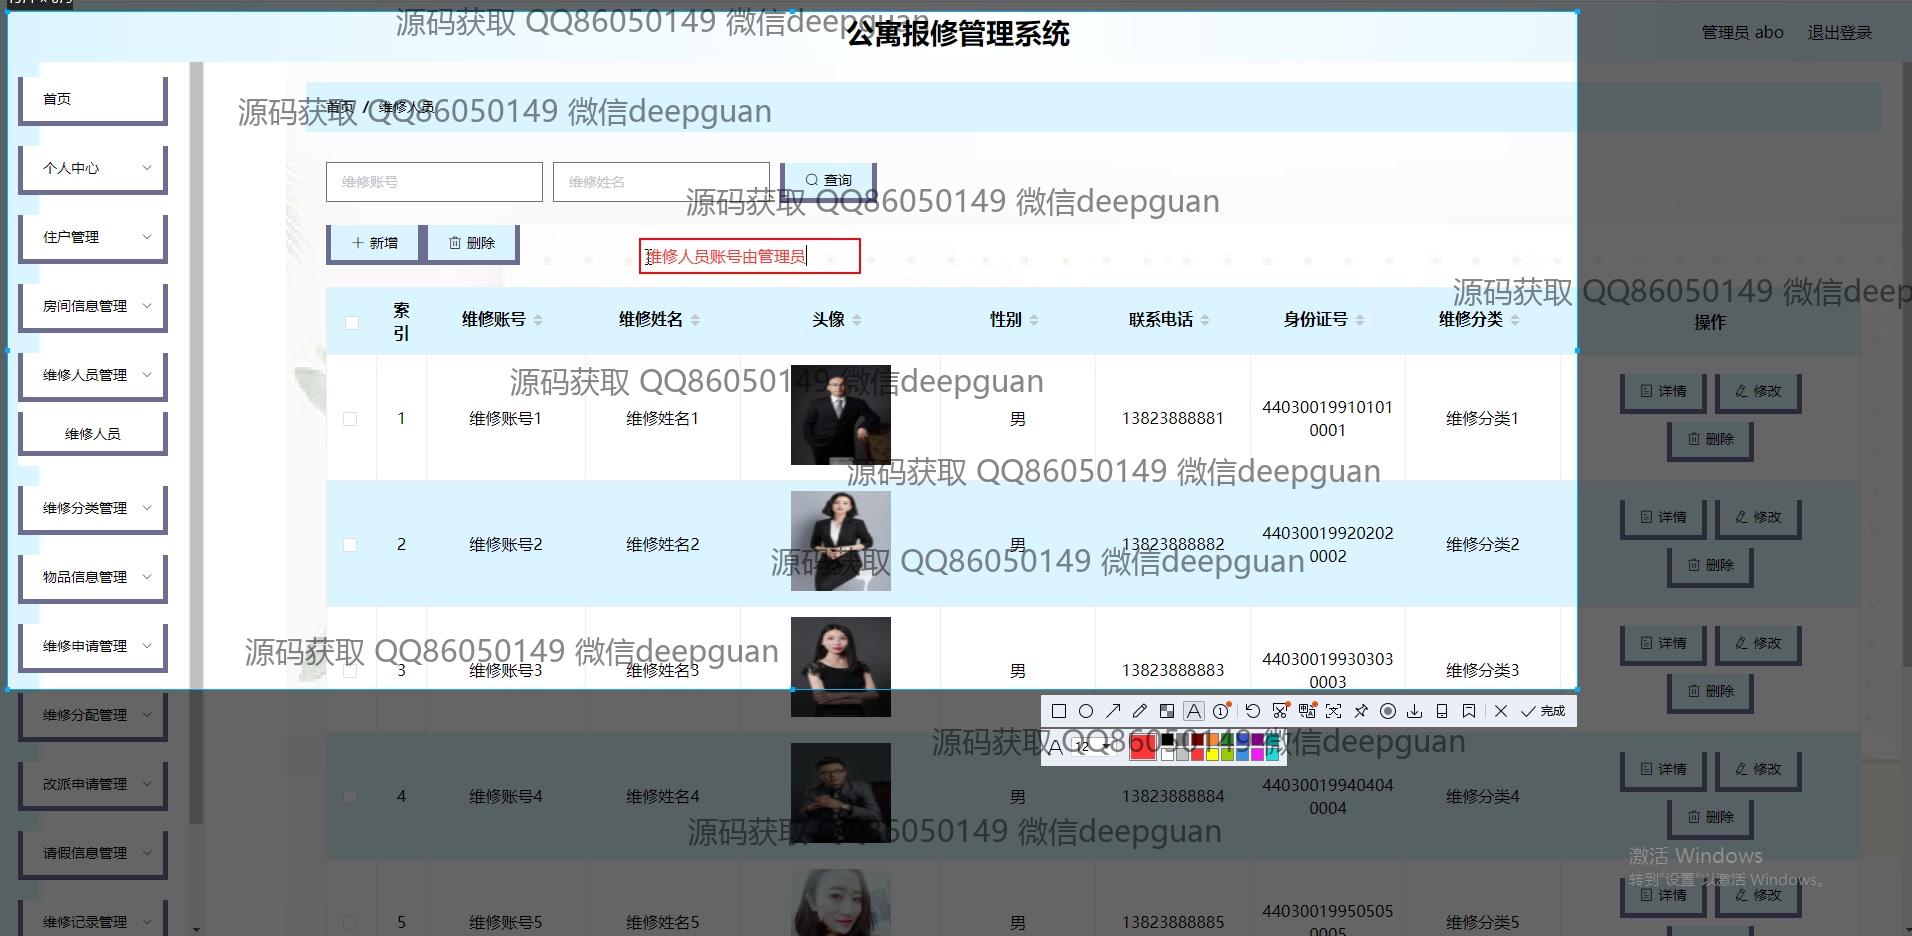 公寓报修管理系统
管理员 abo
退出登录
源码获取 QQ86050149 微信deepguan
首页
个人中心
住户管理
房间信息管理
维修人员管理
维修人员
维修分类管理
物品信息管理
维修申请管理
维修分配管理
改派申请管理
请假信息管理
维修记录管理
首页 / 维修人员
源码获取 QQ86050149 微信deepguan
维修账号
维修姓名
查询
源码获取 QQ86050149 微信deepguan
新增
删除
维修人员账号由管理员
源码获取 QQ86050149 微信deep
索引 维修账号 维修姓名 头像 性别 联系电话 身份证号 维修分类 操作
源码获取 QQ86050149 微信deepguan
1 维修账号1 维修姓名1 男 13823888881 440300199101010001 维修分类1 详情 修改 删除
源码获取 QQ86050149 微信deepguan
2 维修账号2 维修姓名2 男 13823888882 440300199202020002 维修分类2 详情 修改 删除
源码获取 QQ86050149 微信deepguan
源码获取 QQ86050149 微信deepguan
3 维修账号3 维修姓名3 男 13823888883 440300199303030003 维修分类3 详情 修改 删除
完成
12
源码获取 QQ86050149 微信deepguan
4 维修账号4 维修姓名4 男 13823888884 440300199404040004 维修分类4 详情 修改 删除
源码获取 QQ86050149 微信deepguan
激活 Windows
转到"设置"以激活 Windows。
5 维修账号5 维修姓名5 男 13823888885 440300199505050005 维修分类5 详情 修改